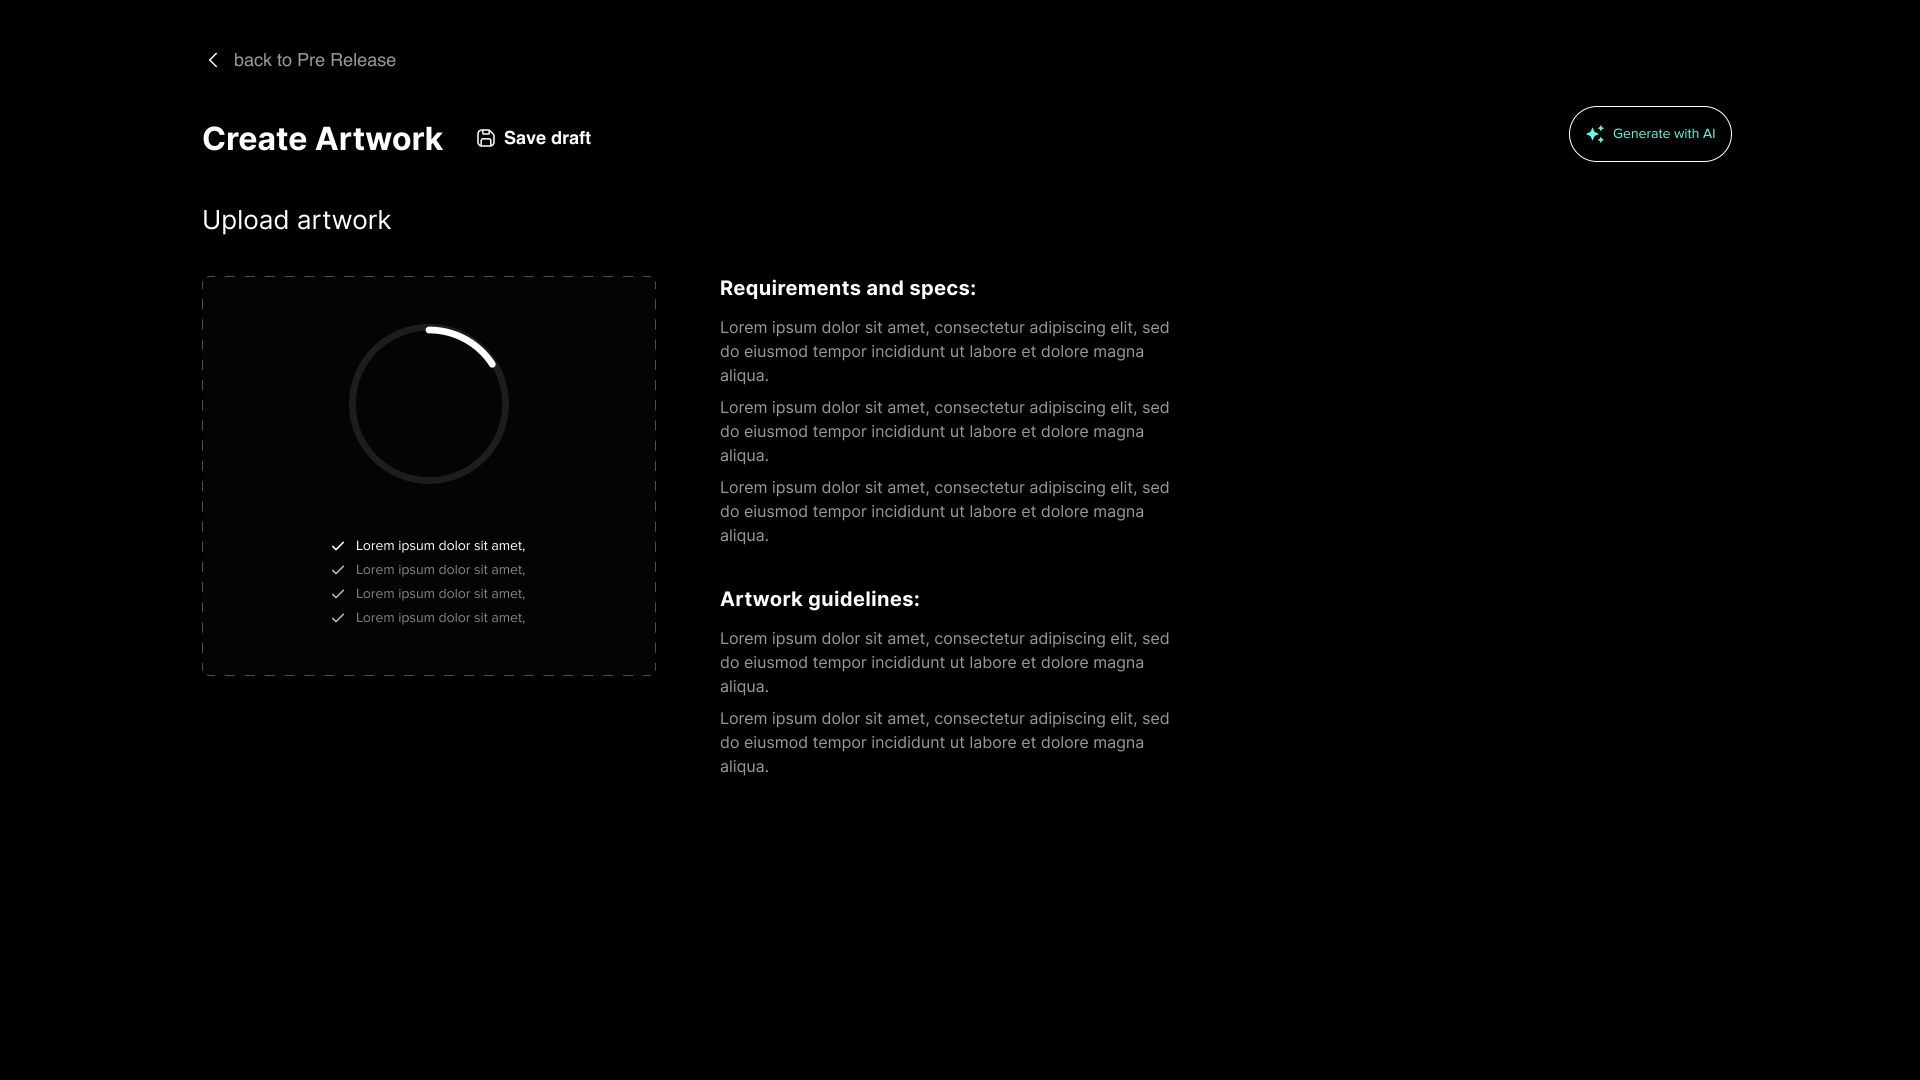 back to Pre Release
Create Artwork
Save draft
Generate with AI
Upload artwork
Lorem ipsum dolor sit amet,
Lorem ipsum dolor sit amet,
Lorem ipsum dolor sit amet,
Lorem ipsum dolor sit amet,
Requirements and specs:
Lorem ipsum dolor sit amet, consectetur adipiscing elit, sed
do eiusmod tempor incididunt ut labore et dolore magna
aliqua.
Lorem ipsum dolor sit amet, consectetur adipiscing elit, sed
do eiusmod tempor incididunt ut labore et dolore magna
aliqua.
Lorem ipsum dolor sit amet, consectetur adipiscing elit, sed
do eiusmod tempor incididunt ut labore et dolore magna
aliqua.
Artwork guidelines:
Lorem ipsum dolor sit amet, consectetur adipiscing elit, sed
do eiusmod tempor incididunt ut labore et dolore magna
aliqua.
Lorem ipsum dolor sit amet, consectetur adipiscing elit, sed
do eiusmod tempor incididunt ut labore et dolore magna
aliqua.